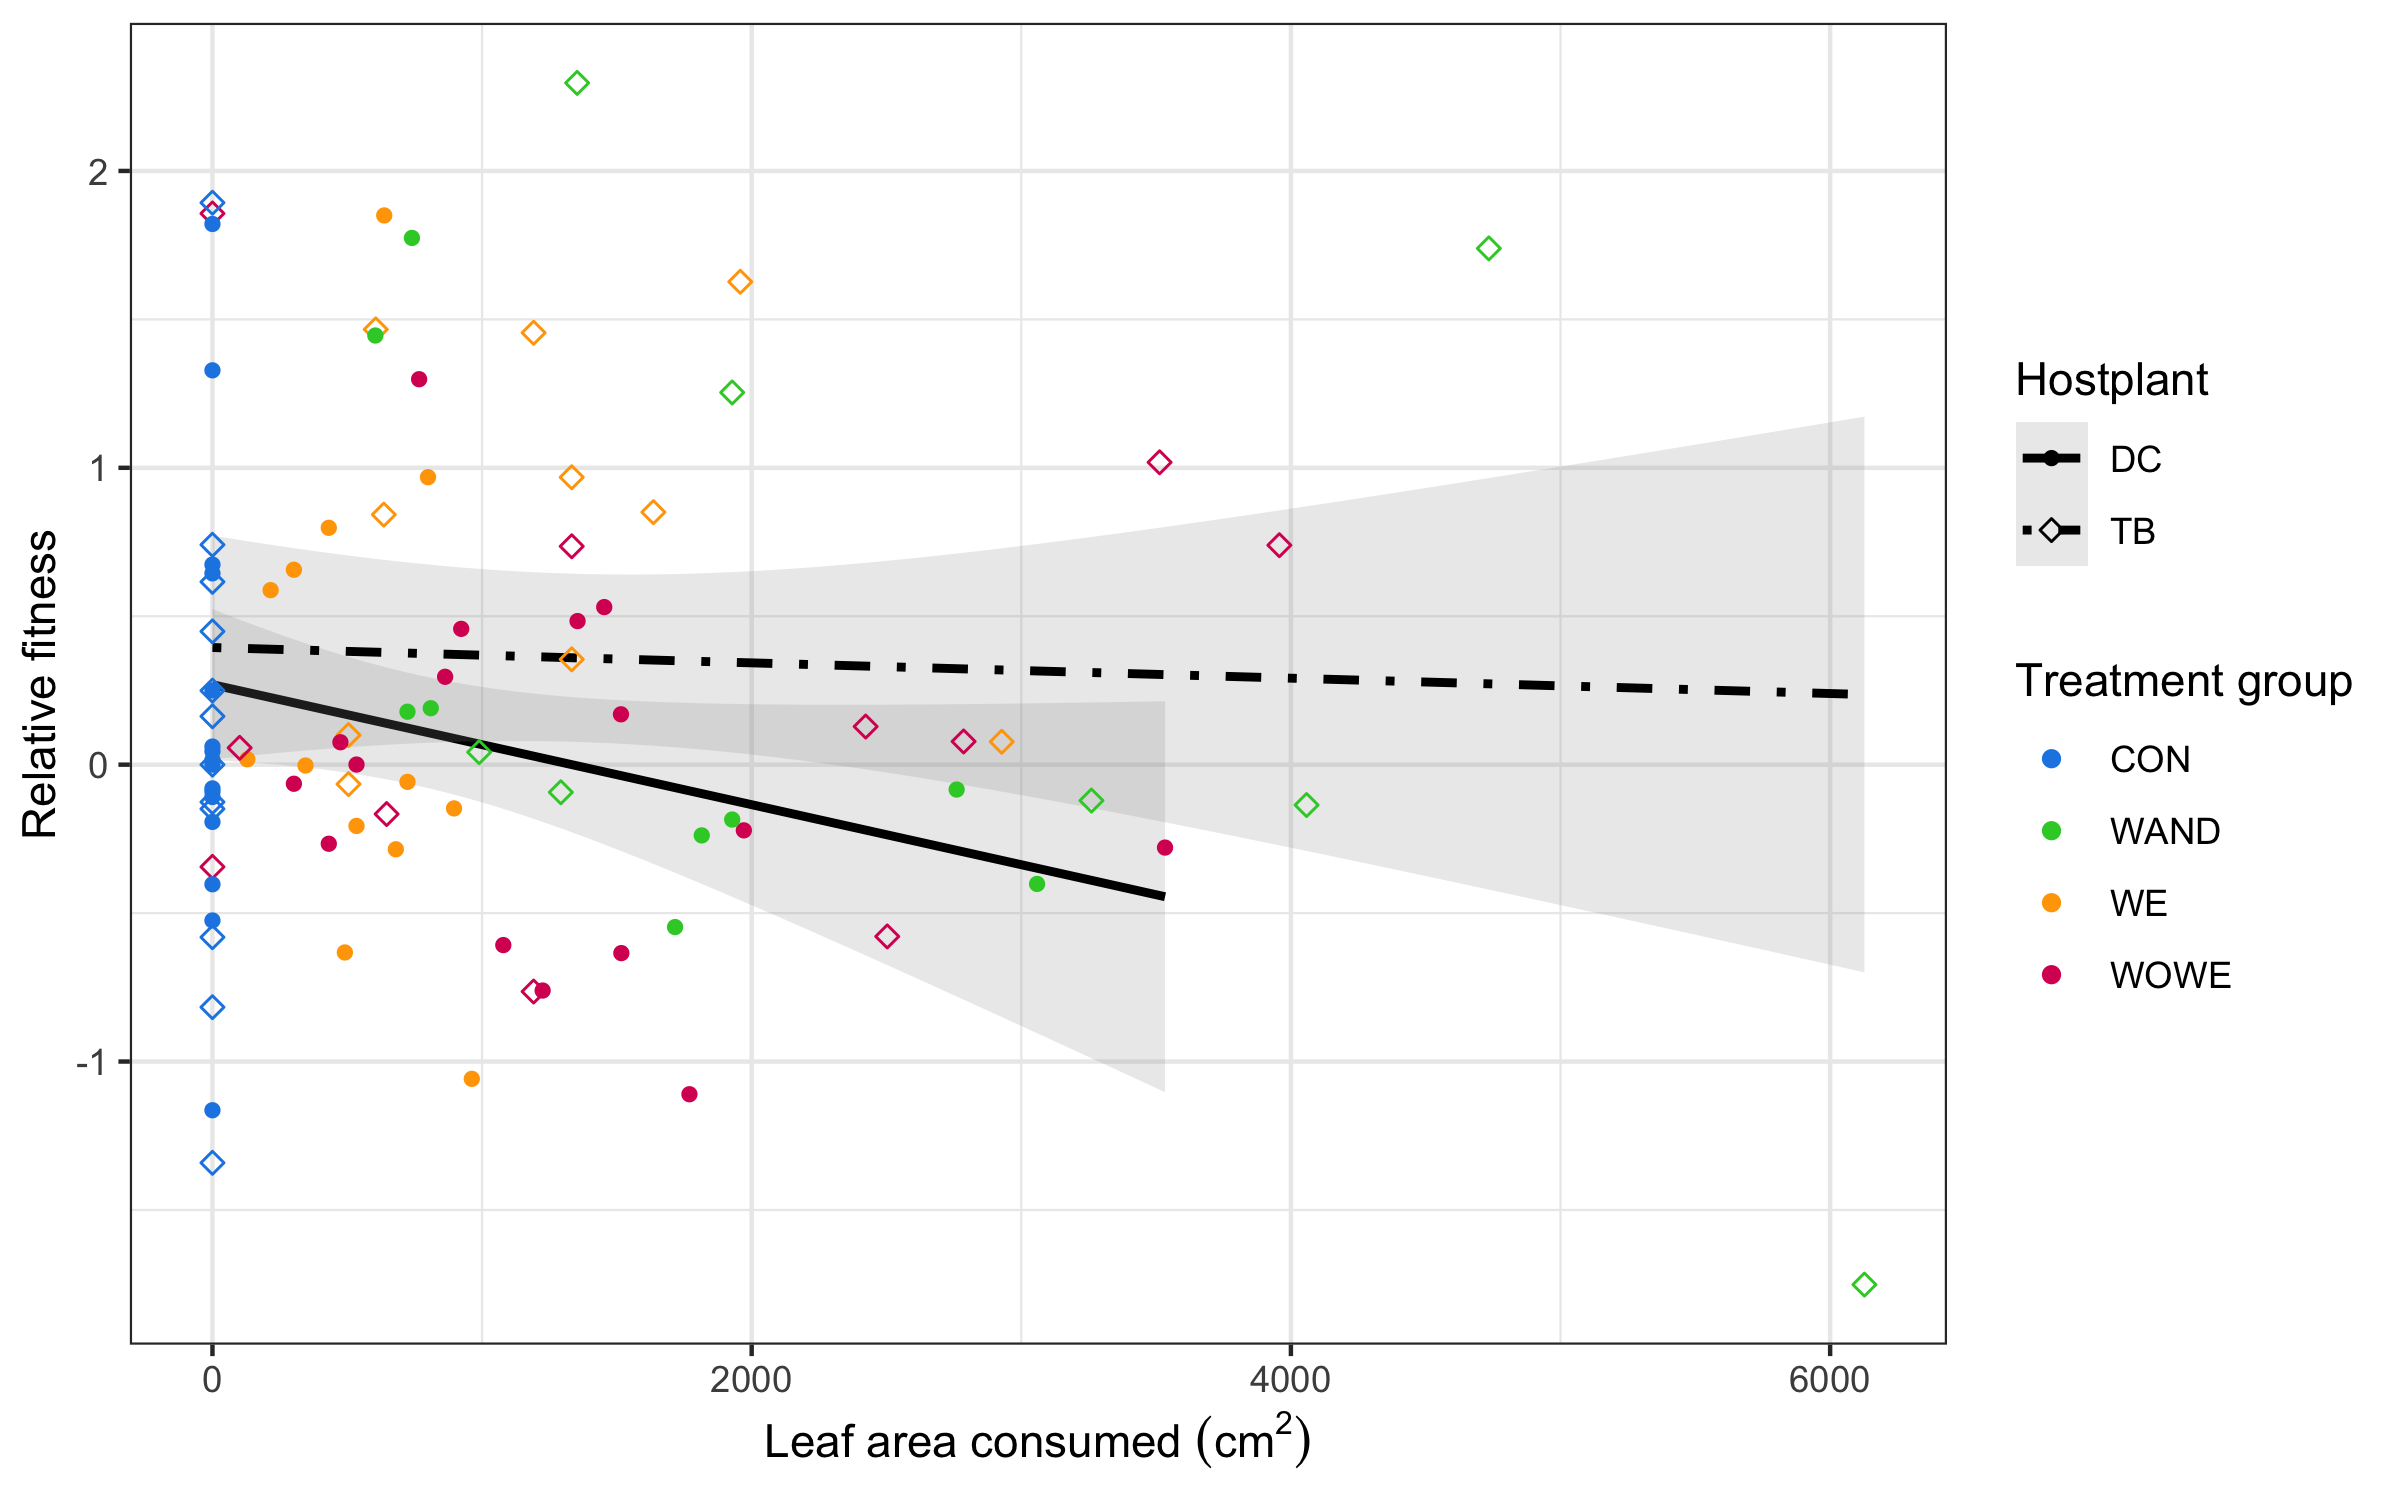 Relative fitness
2
1
0
-1
0 2000 4000 6000
Leaf area consumed (cm²)
Hostplant
DC
TB
Treatment group
CON
WAND
WE
WOWE